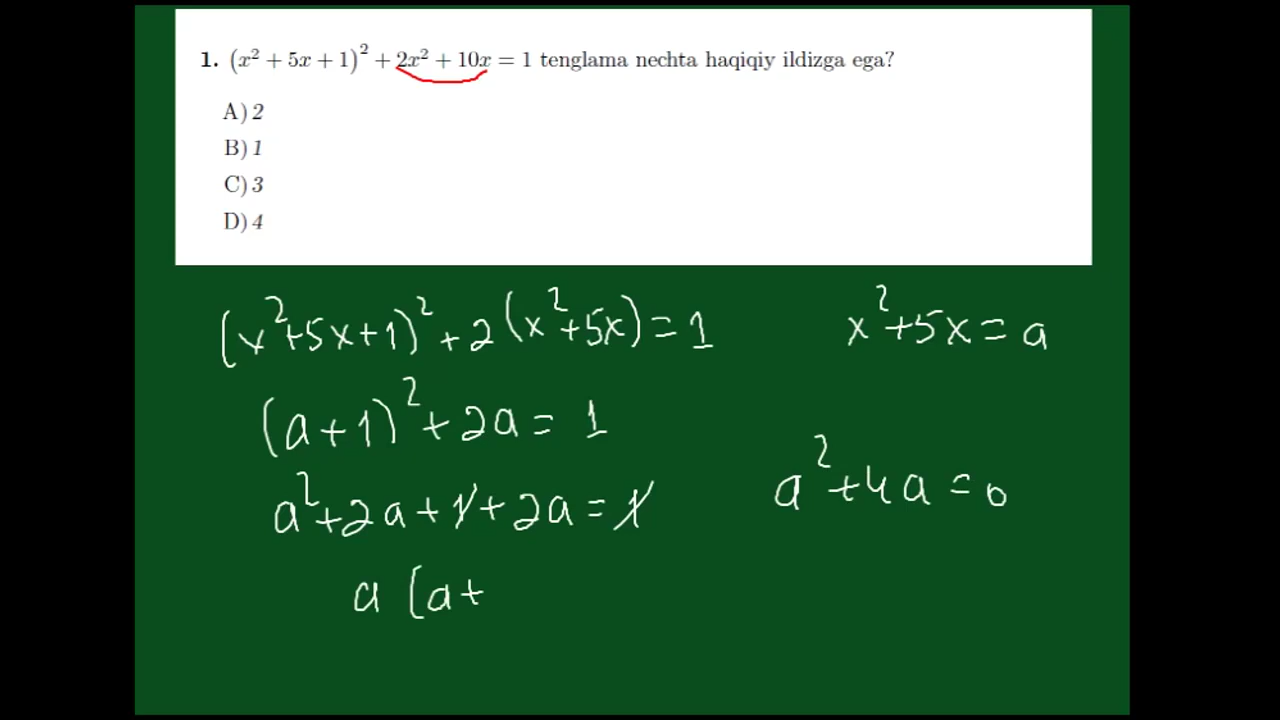 1. (x² + 5x + 1)² + 2x² + 10x = 1 tenglama nechta haqiqiy ildizga ega?
A) 2
B) 1
C) 3
D) 4
(x²+5x+1)²+2(x²+5x)=1
x²+5x=a
(a+1)²+2a=1
a²+2a+1+2a=1
a²+4a=0
a(a+